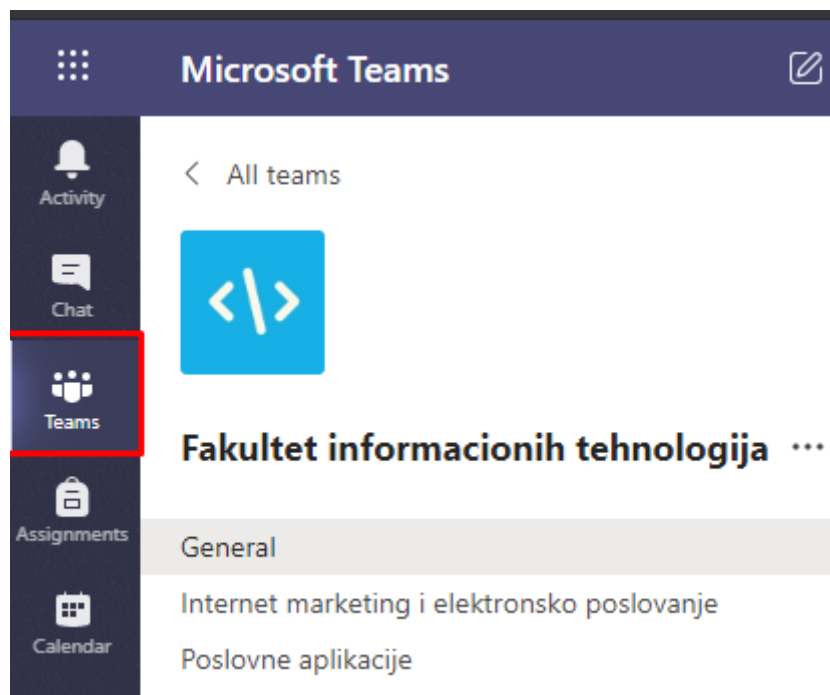 Microsoft Teams
Activity
Chat
Teams
Assignments
Calendar
All teams
Fakultet informacionih tehnologija
General
Internet marketing i elektronsko poslovanje
Poslovne aplikacije